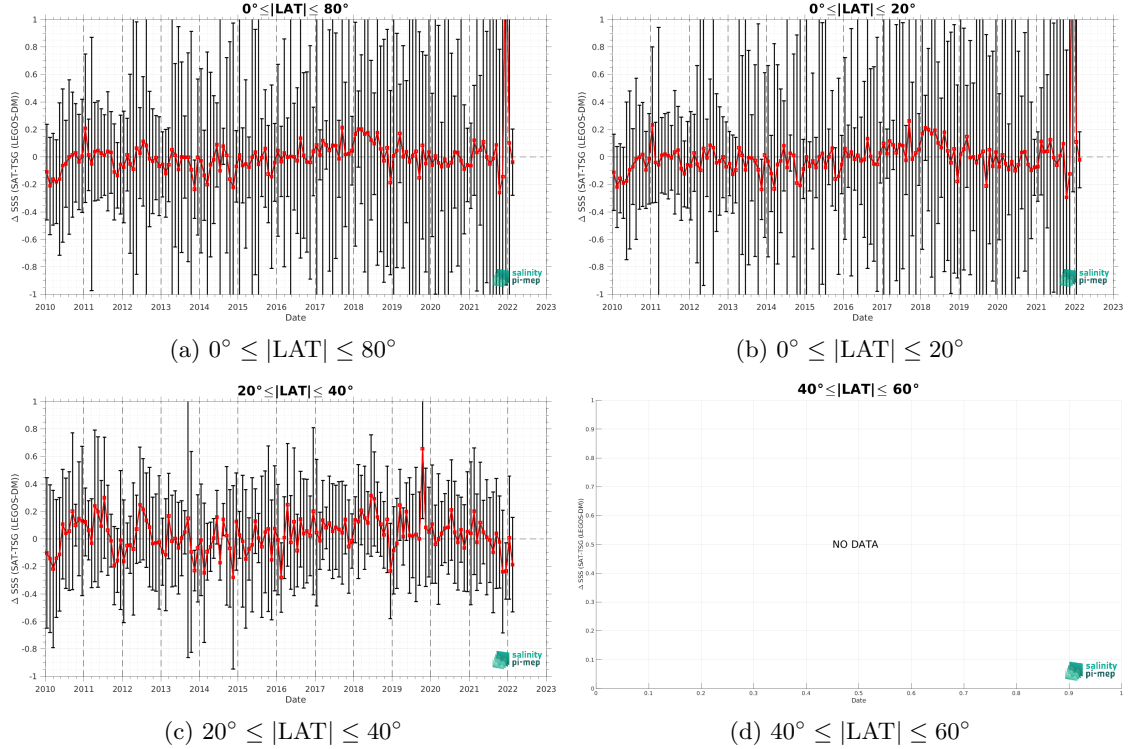 0°≤|LAT|≤ 80°
1
0.8
0.6
0.4
0.2
0
-0.2
-0.4
-0.6
-0.8
-1
Δ SSS (SAT-TSG (LEGOS-DM))
2010 2011 2012 2013 2014 2015 2016 2017 2018 2019 2020 2021 2022 2023
Date
salinity
pi-mep
(a) 0° ≤ |LAT| ≤ 80°
0°≤|LAT|≤ 20°
1
0.8
0.6
0.4
0.2
0
-0.2
-0.4
-0.6
-0.8
-1
Δ SSS (SAT-TSG (LEGOS-DM))
2010 2011 2012 2013 2014 2015 2016 2017 2018 2019 2020 2021 2022 2023
Date
salinity
pi-mep
(b) 0° ≤ |LAT| ≤ 20°
20°≤|LAT|≤ 40°
1
0.8
0.6
0.4
0.2
0
-0.2
-0.4
-0.6
-0.8
-1
Δ SSS (SAT-TSG (LEGOS-DM))
2010 2011 2012 2013 2014 2015 2016 2017 2018 2019 2020 2021 2022 2023
Date
salinity
pi-mep
(c) 20° ≤ |LAT| ≤ 40°
40°≤|LAT|≤ 60°
1
0.9
0.8
0.7
0.6
0.5
0.4
0.3
0.2
0.1
0
Δ SSS (SAT-TSG (LEGOS-DM))
NO DATA
0 0.1 0.2 0.3 0.4 0.5 0.6 0.7 0.8 0.9 1
Date
salinity
pi-mep
(d) 40° ≤ |LAT| ≤ 60°